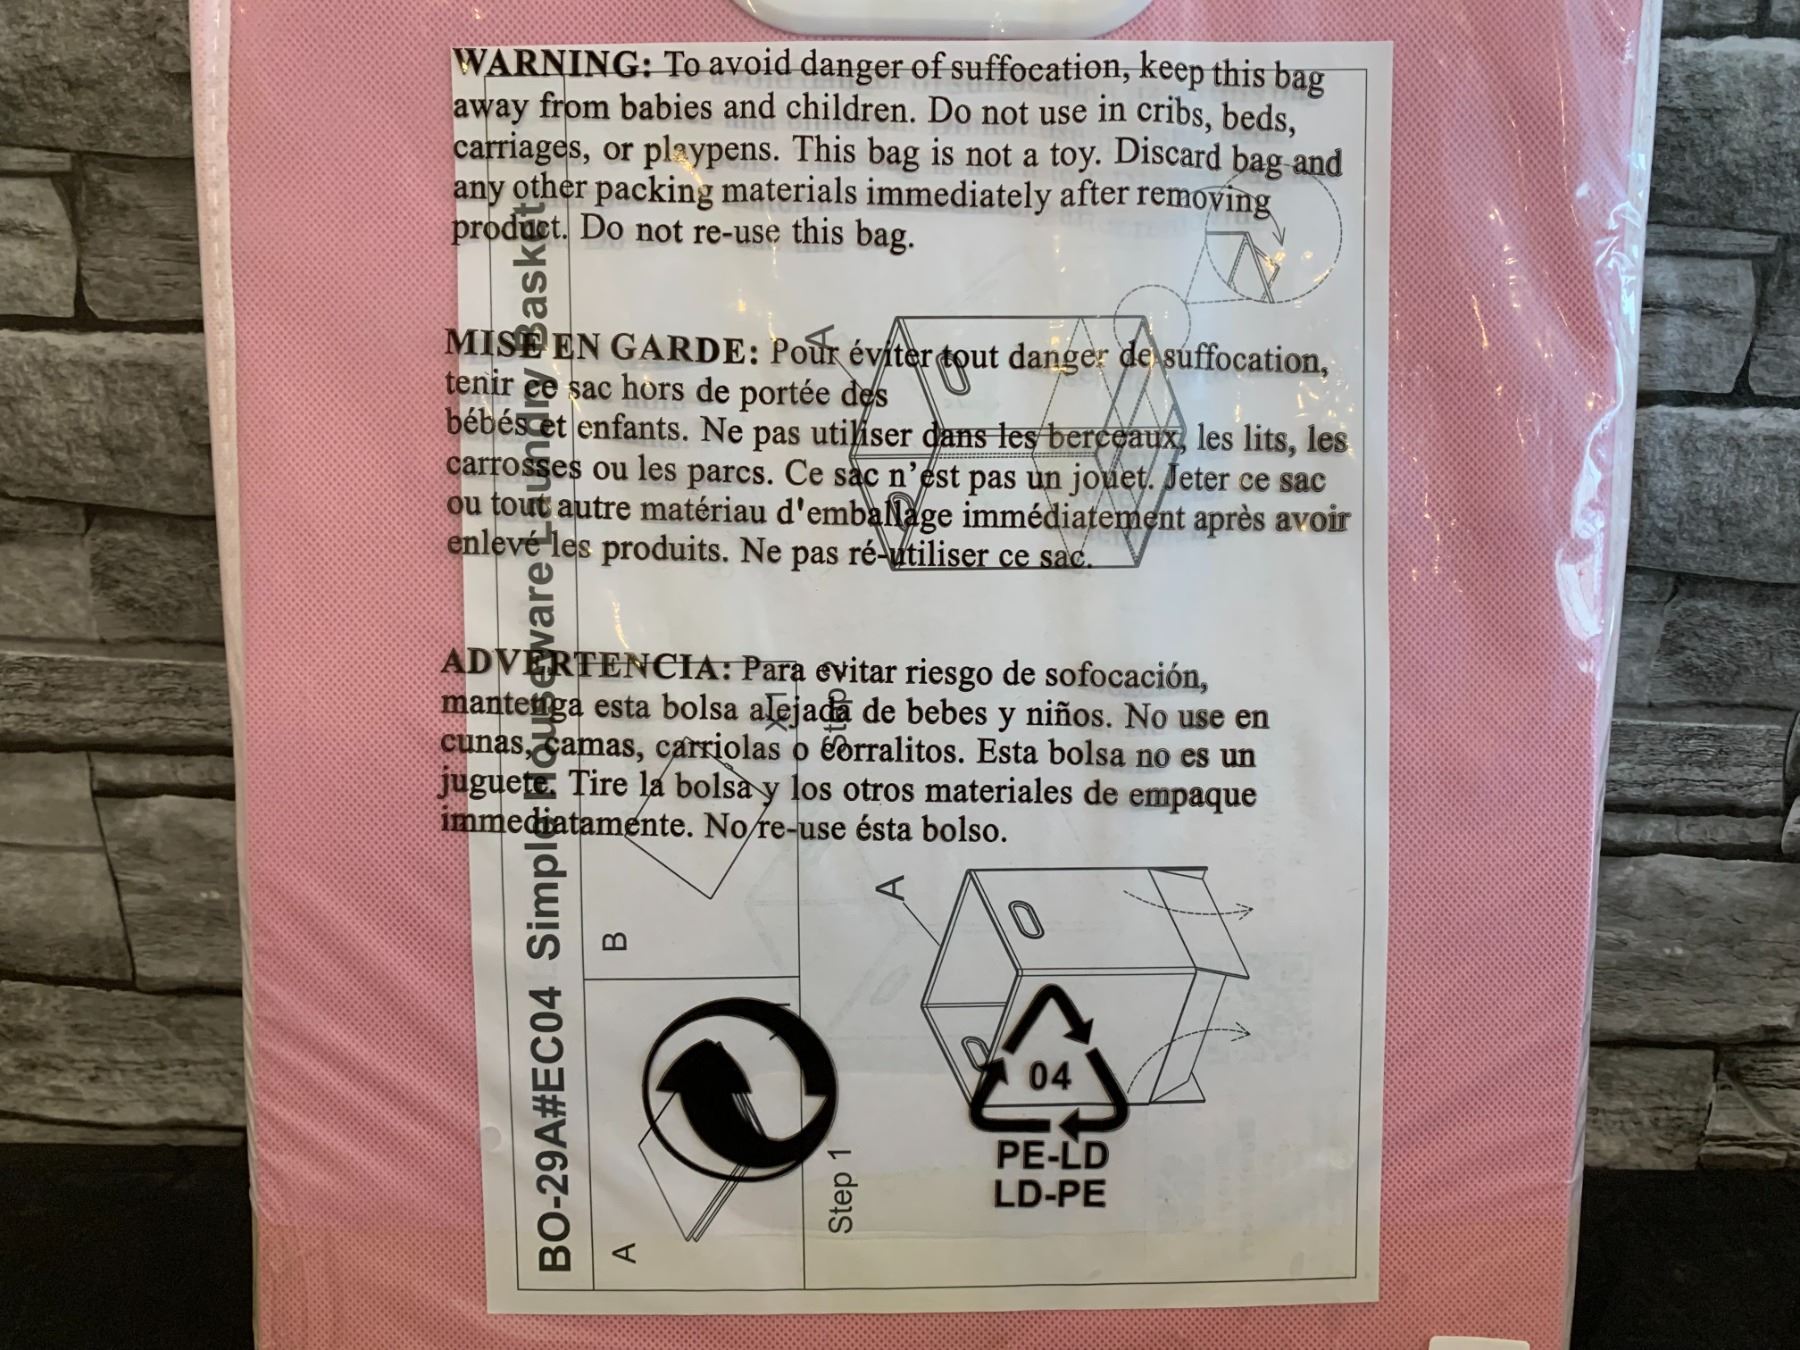 WARNING: To avoid danger of suffocation, keep this bag
away from babies and children. Do not use in cribs, beds,
carriages, or playpens. This bag is not a toy. Discard bag and
any other packing materials immediately after removing
product. Do not re-use this bag.
MISE EN GARDE: Pour éviter tout danger de suffocation,
tenir ce sac hors de portée des
bébés et enfants. Ne pas utiliser dans les berceaux, les lits, les
carrosses ou les parcs. Ce sac n'est pas un jouet. Jeter ce sac
ou tout autre matériau d'emballage immédiatement après avoir
enlevé les produits. Ne pas ré-utiliser ce sac.
ADVERTENCIA: Para evitar riesgo de sofocación,
mantenga esta bolsa alejada de bebes y niños. No use en
cunas, camas, carriolas o corralitos. Esta bolsa no es un
juguete. Tire la bolsa y los otros materiales de empaque
immediatamente. No re-use ésta bolso.
BO-29A#EC04 Simple Houseware Laundry Basket
A
B
X1
Step 1
A
Step
A
04
PE-LD
LD-PE